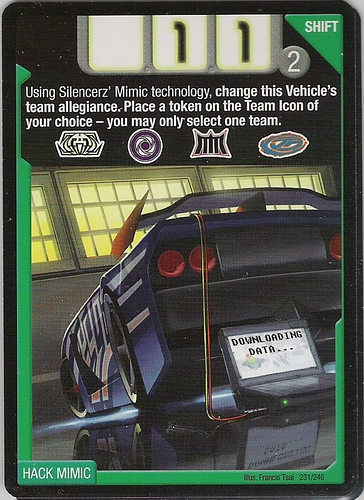 SHIFT
1 1
2
Using Silencerz' Mimic technology, change this Vehicle's
team allegiance. Place a token on the Team Icon of
your choice – you may only select one team.
DOWNLOADING
DATA...
HACK MIMIC
Illus. Francis Tsai 231/246